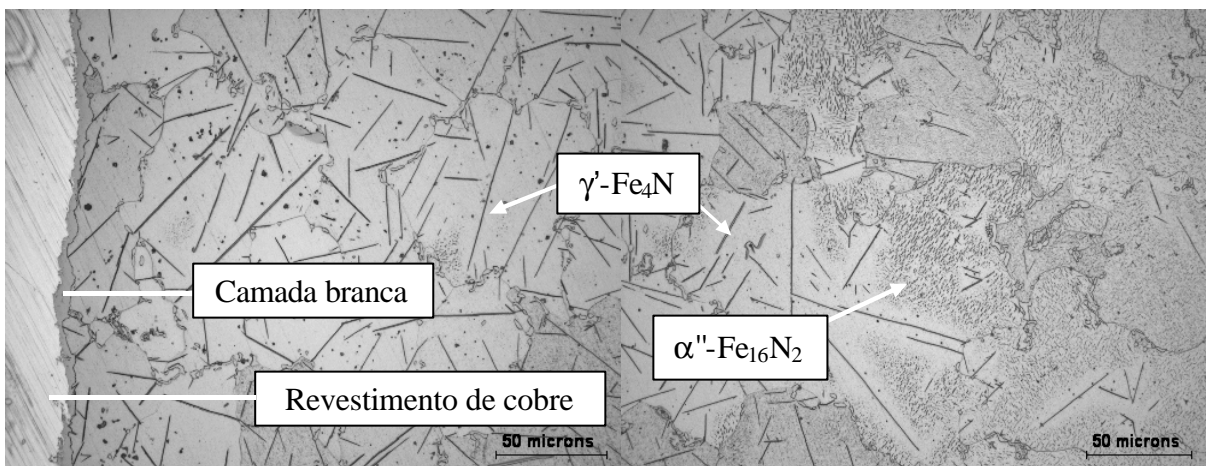 γ'-Fe₄N
Camada branca
α"-Fe₁₆N₂
Revestimento de cobre
50 microns
50 microns